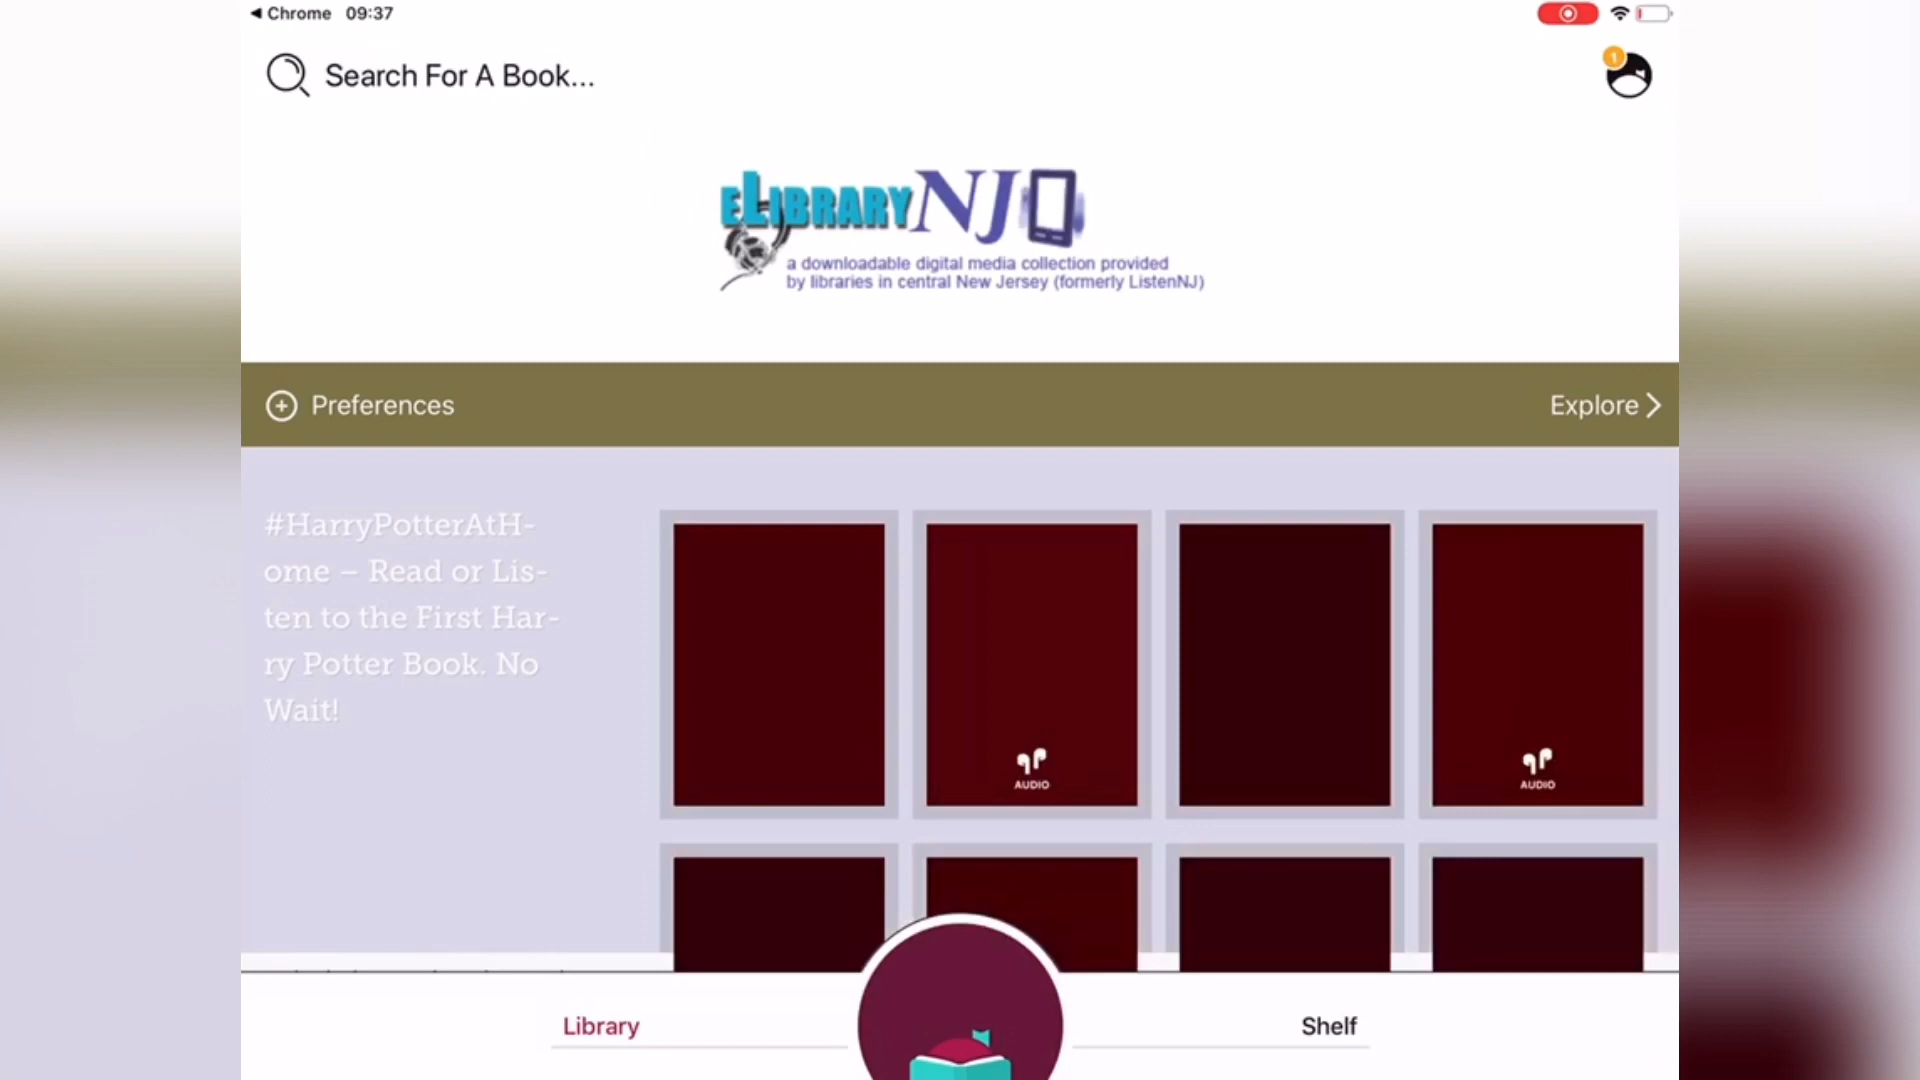 ◀ Chrome 09:37
Search For A Book...
1
eLIBRARYNJ
a downloadable digital media collection provided
by libraries in central New Jersey (formerly ListenNJ)
Preferences
Explore
#HarryPotterAtH-
ome – Read or Lis-
ten to the First Har-
ry Potter Book. No
Wait!
AUDIO
AUDIO
Library
Shelf